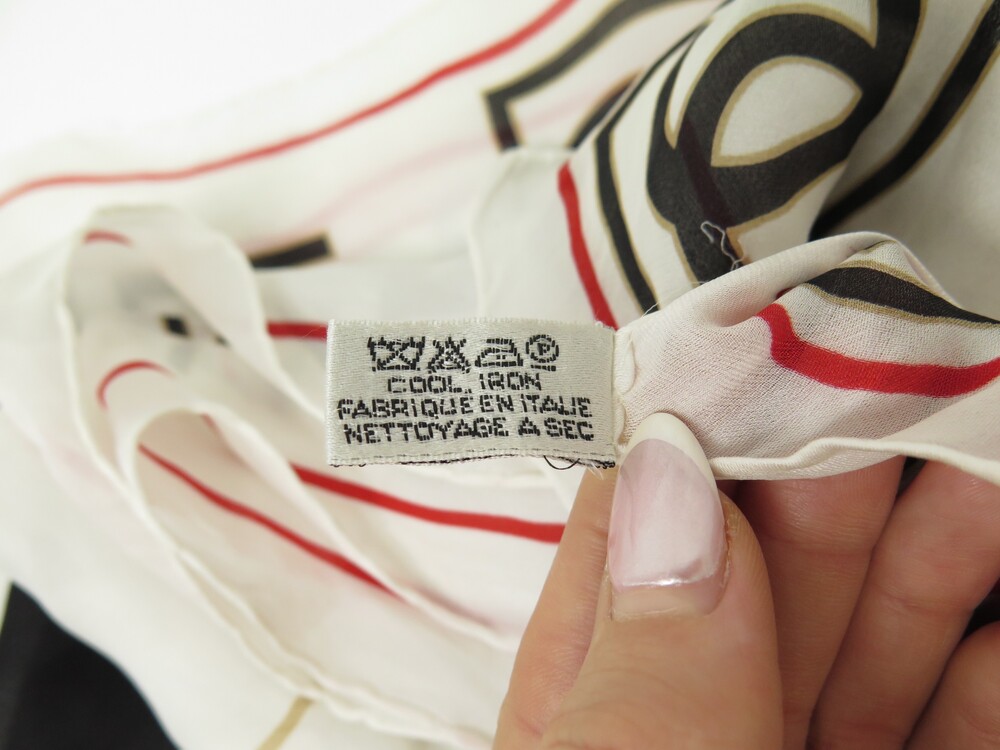 COOL IRON
FABRIQUE EN ITALIE
NETTOYAGE A SEC